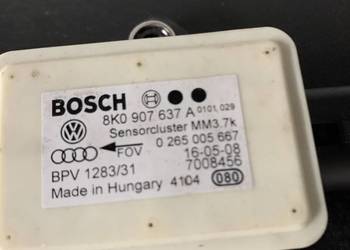 BOSCH
8K0 907 637 A 0101,029
Sensorcluster MM3.7k
FOV 0 265 005 667
16-05-08
BPV 1283/31 7008456
Made in Hungary 4104 080